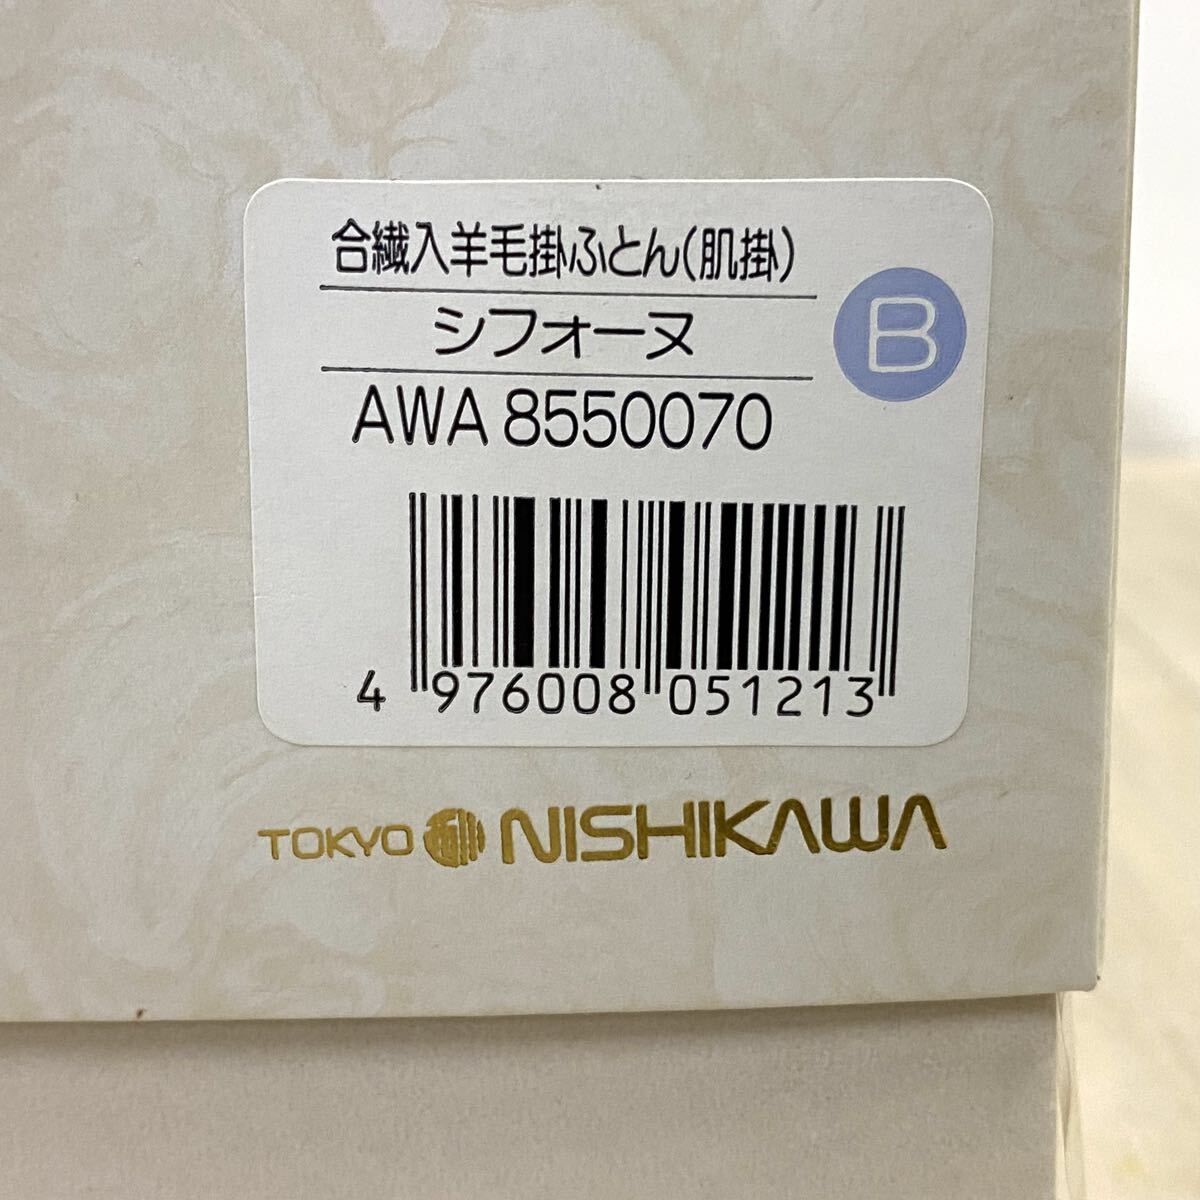 合繊入羊毛掛ふとん(肌掛)
シフォーヌ
B
AWA 8550070
4 976008 051213
TOKYO NISHIKAWA